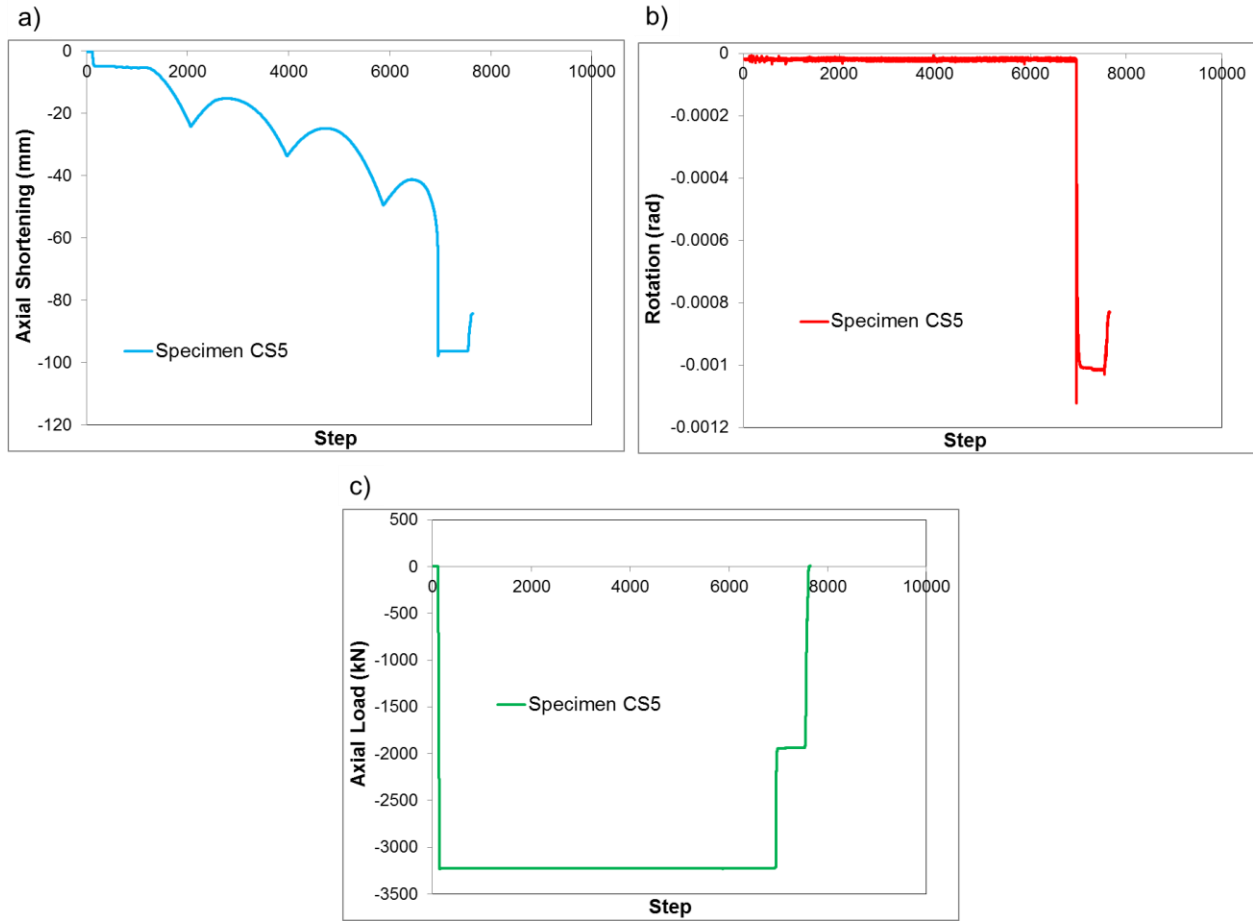 a)
0
0 2000 4000 6000 8000 10000
-20
-40
-60
-80
-100
-120
Axial Shortening (mm)
Specimen CS5
Step
b)
0
0 2000 4000 6000 8000 10000
-0.0002
-0.0004
-0.0006
-0.0008
-0.001
-0.0012
Rotation (rad)
Specimen CS5
Step
c)
500
0
0 2000 4000 6000 8000 10000
-500
-1000
-1500
-2000
-2500
-3000
-3500
Axial Load (kN)
Specimen CS5
Step